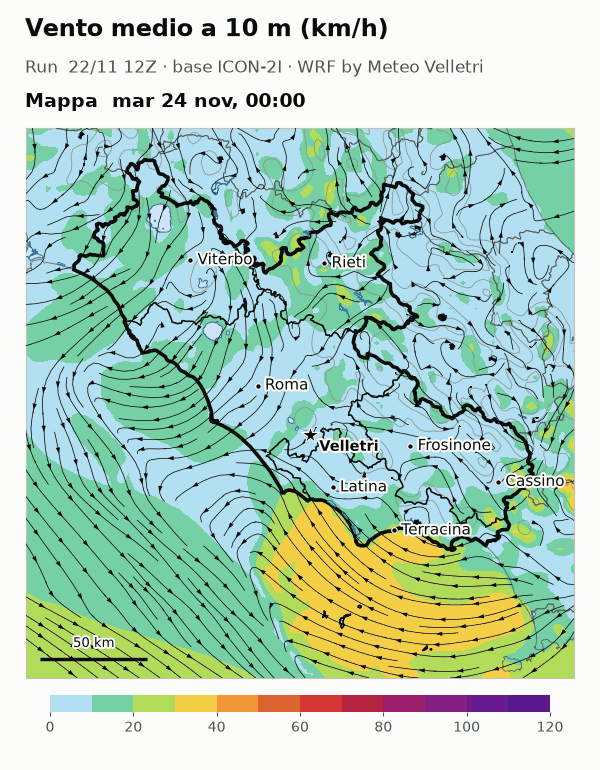 Vento medio a 10 m (km/h)
Run  22/11 12Z · base ICON-2I · WRF by Meteo Velletri
Mappa  mar 24 nov, 00:00
Viterbo
Rieti
Roma
Velletri
Frosinone
Latina
Cassino
Terracina
50 km
0 20 40 60 80 100 120